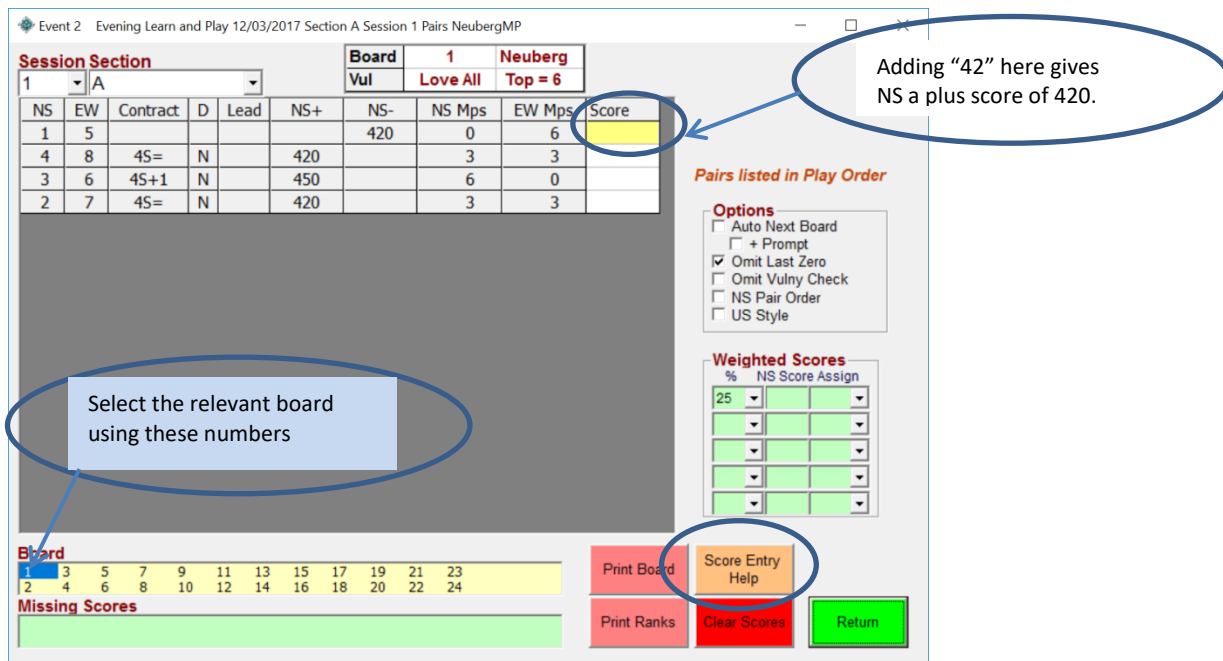 Event 2 Evening Learn and Play 12/03/2017 Section A Session 1 Pairs NeubergMP
Session Section
1 A
Board 1 Neuberg
Vul Love All Top = 6
NS EW Contract D Lead NS+ NS- NS Mps EW Mps Score
1 5 420 0 6
4 8 4S= N 420 3 3
3 6 4S+1 N 450 6 0
2 7 4S= N 420 3 3
Adding “42” here gives
NS a plus score of 420.
Pairs listed in Play Order
Options
Auto Next Board
+ Prompt
Omit Last Zero
Omit Vulny Check
NS Pair Order
US Style
Weighted Scores
% NS Score Assign
25
Select the relevant board
using these numbers
Board
1 3 5 7 9 11 13 15 17 19 21 23
2 4 6 8 10 12 14 16 18 20 22 24
Missing Scores
Print Board
Score Entry
Help
Print Ranks
Clear Scores
Return